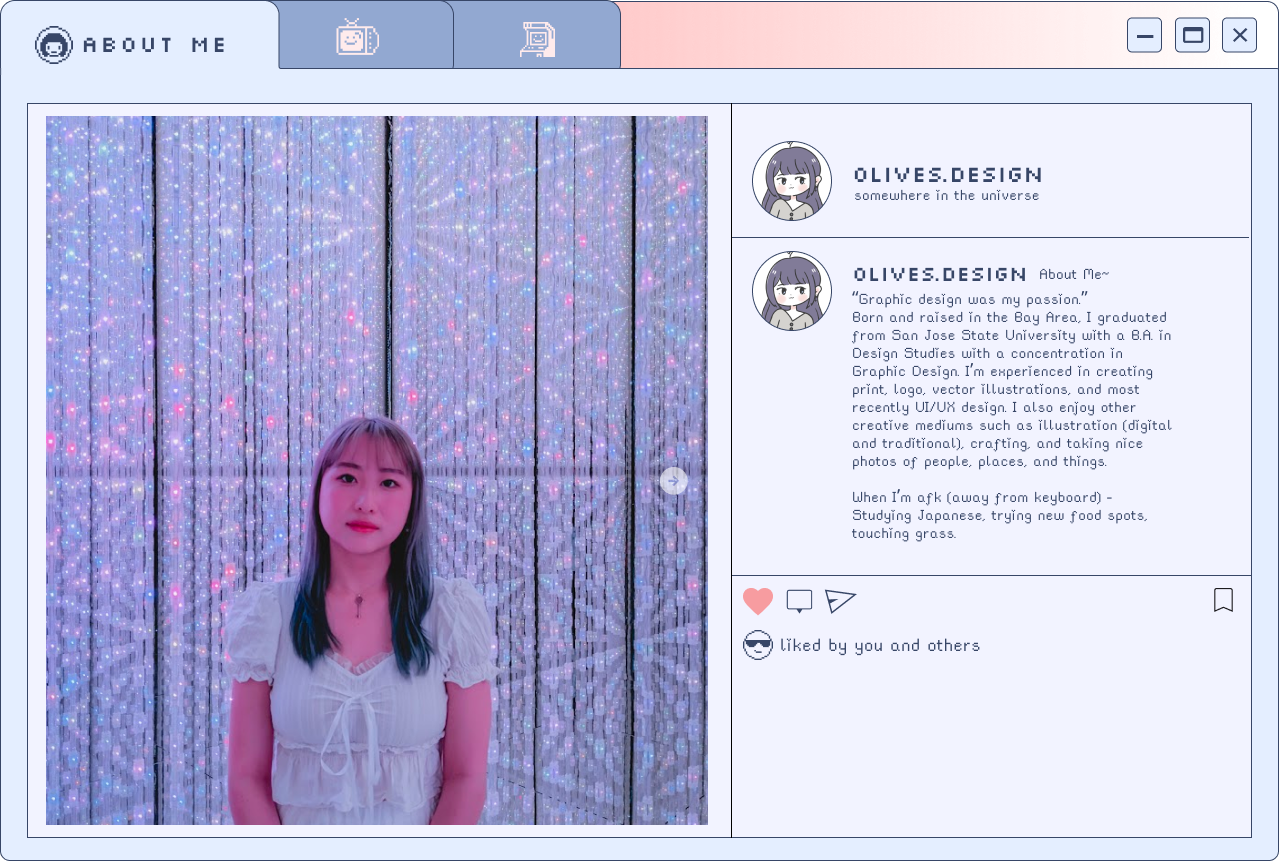 ABOUT ME
OLIVES.DESIGN
somewhere in the universe
OLIVES.DESIGN About Me~
"Graphic design was my passion."
Born and raised in the Bay Area, I graduated
from San Jose State University with a B.A. in
Design Studies with a concentration in
Graphic Design. I'm experienced in creating
print, logo, vector illustrations, and most
recently UI/UX design. I also enjoy other
creative mediums such as illustration (digital
and traditional), crafting, and taking nice
photos of people, places, and things.
When I'm afk (away from keyboard) -
Studying Japanese, trying new food spots,
touching grass.
liked by you and others